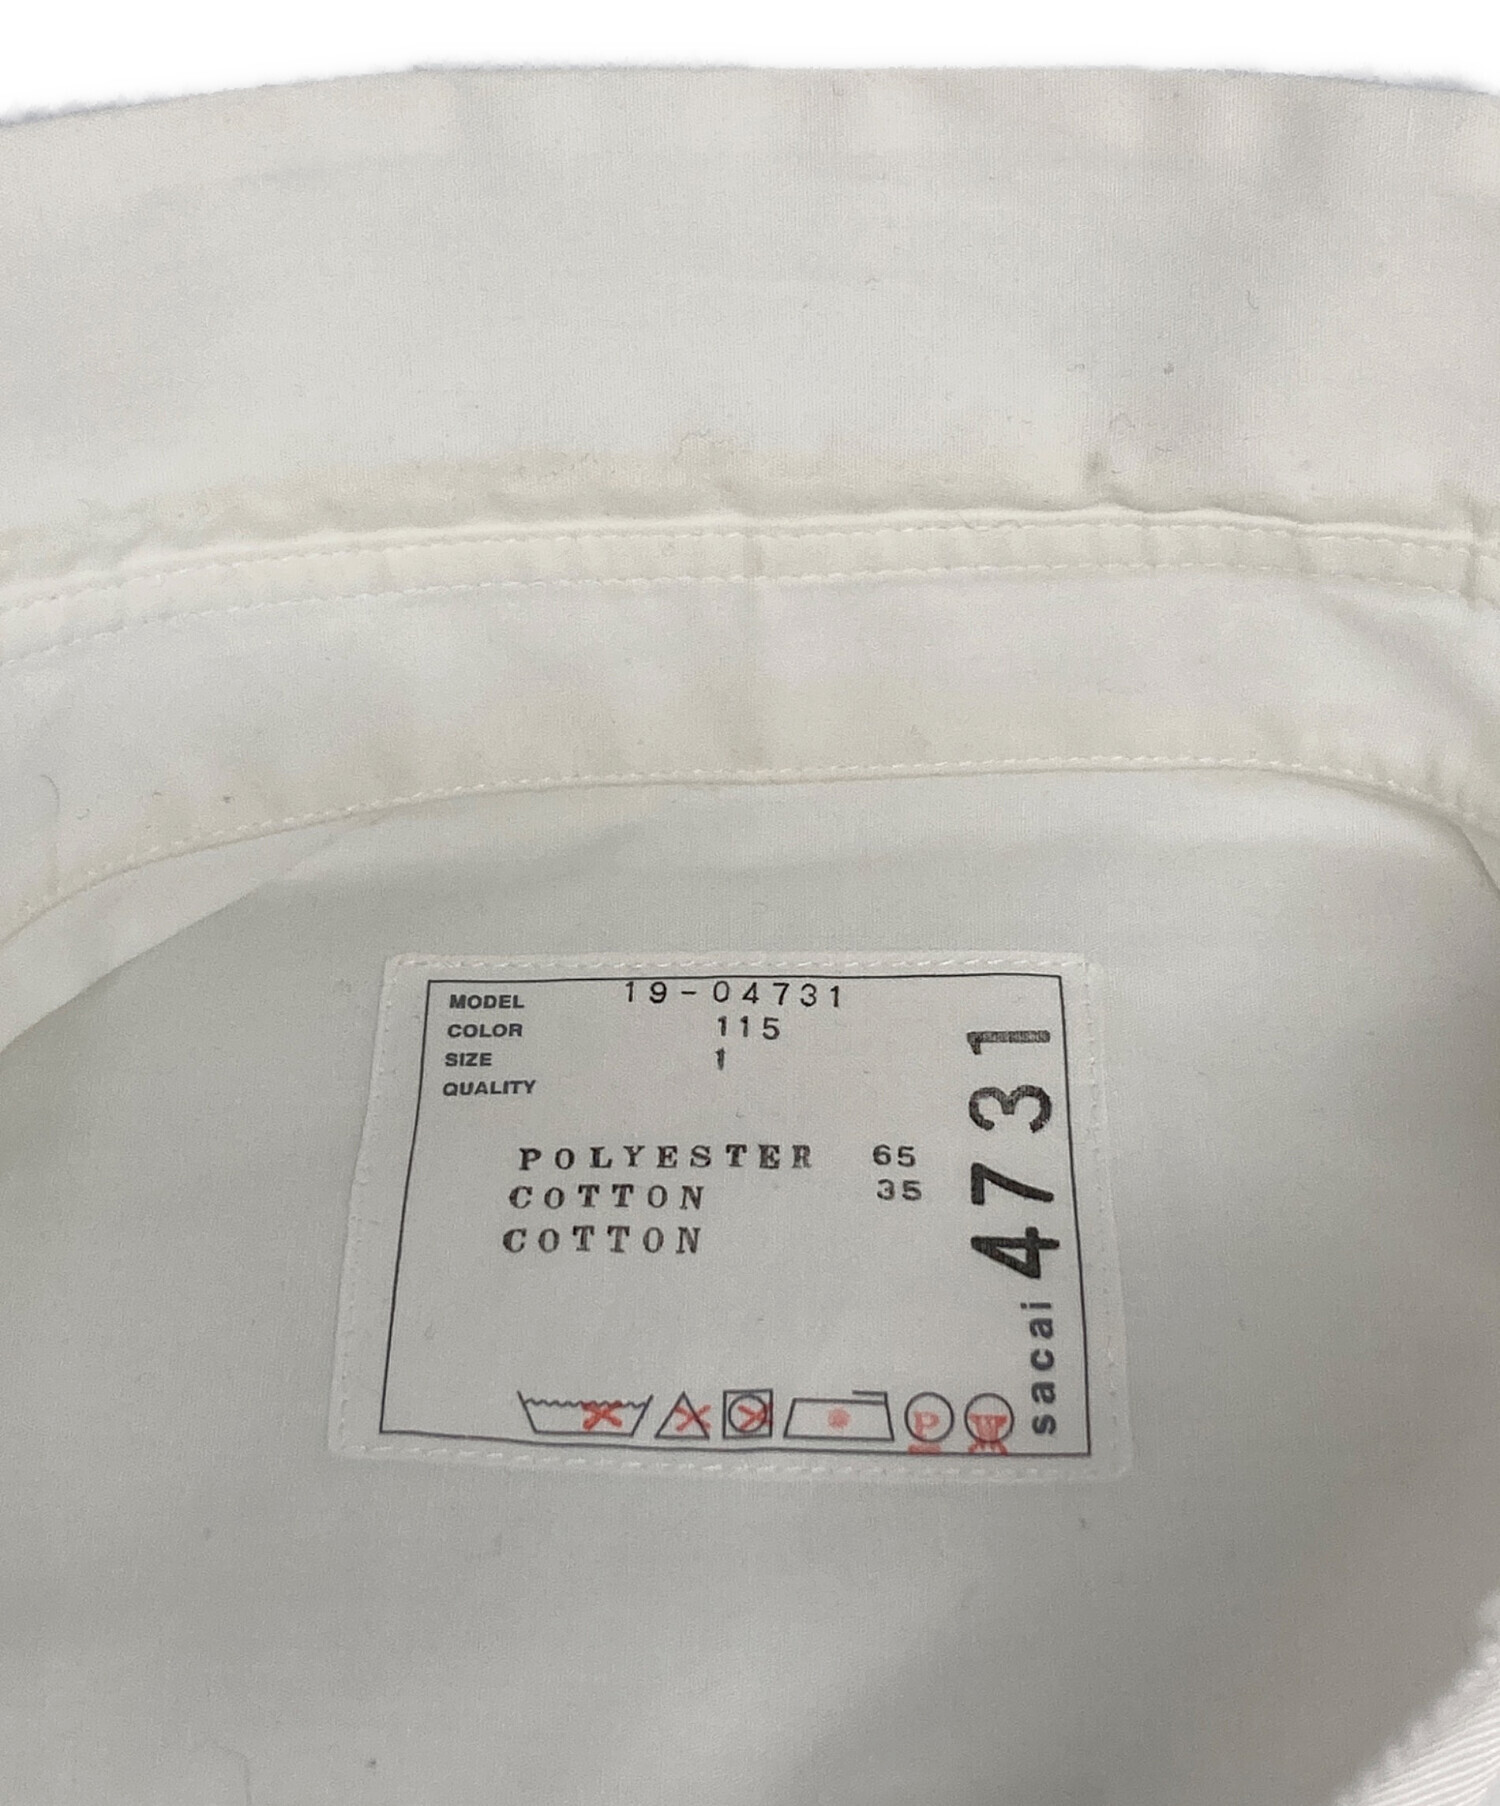 MODEL 19-04731
COLOR 115
SIZE 1
QUALITY
POLYESTER 65
COTTON 35
COTTON
sacai 4731
P
W